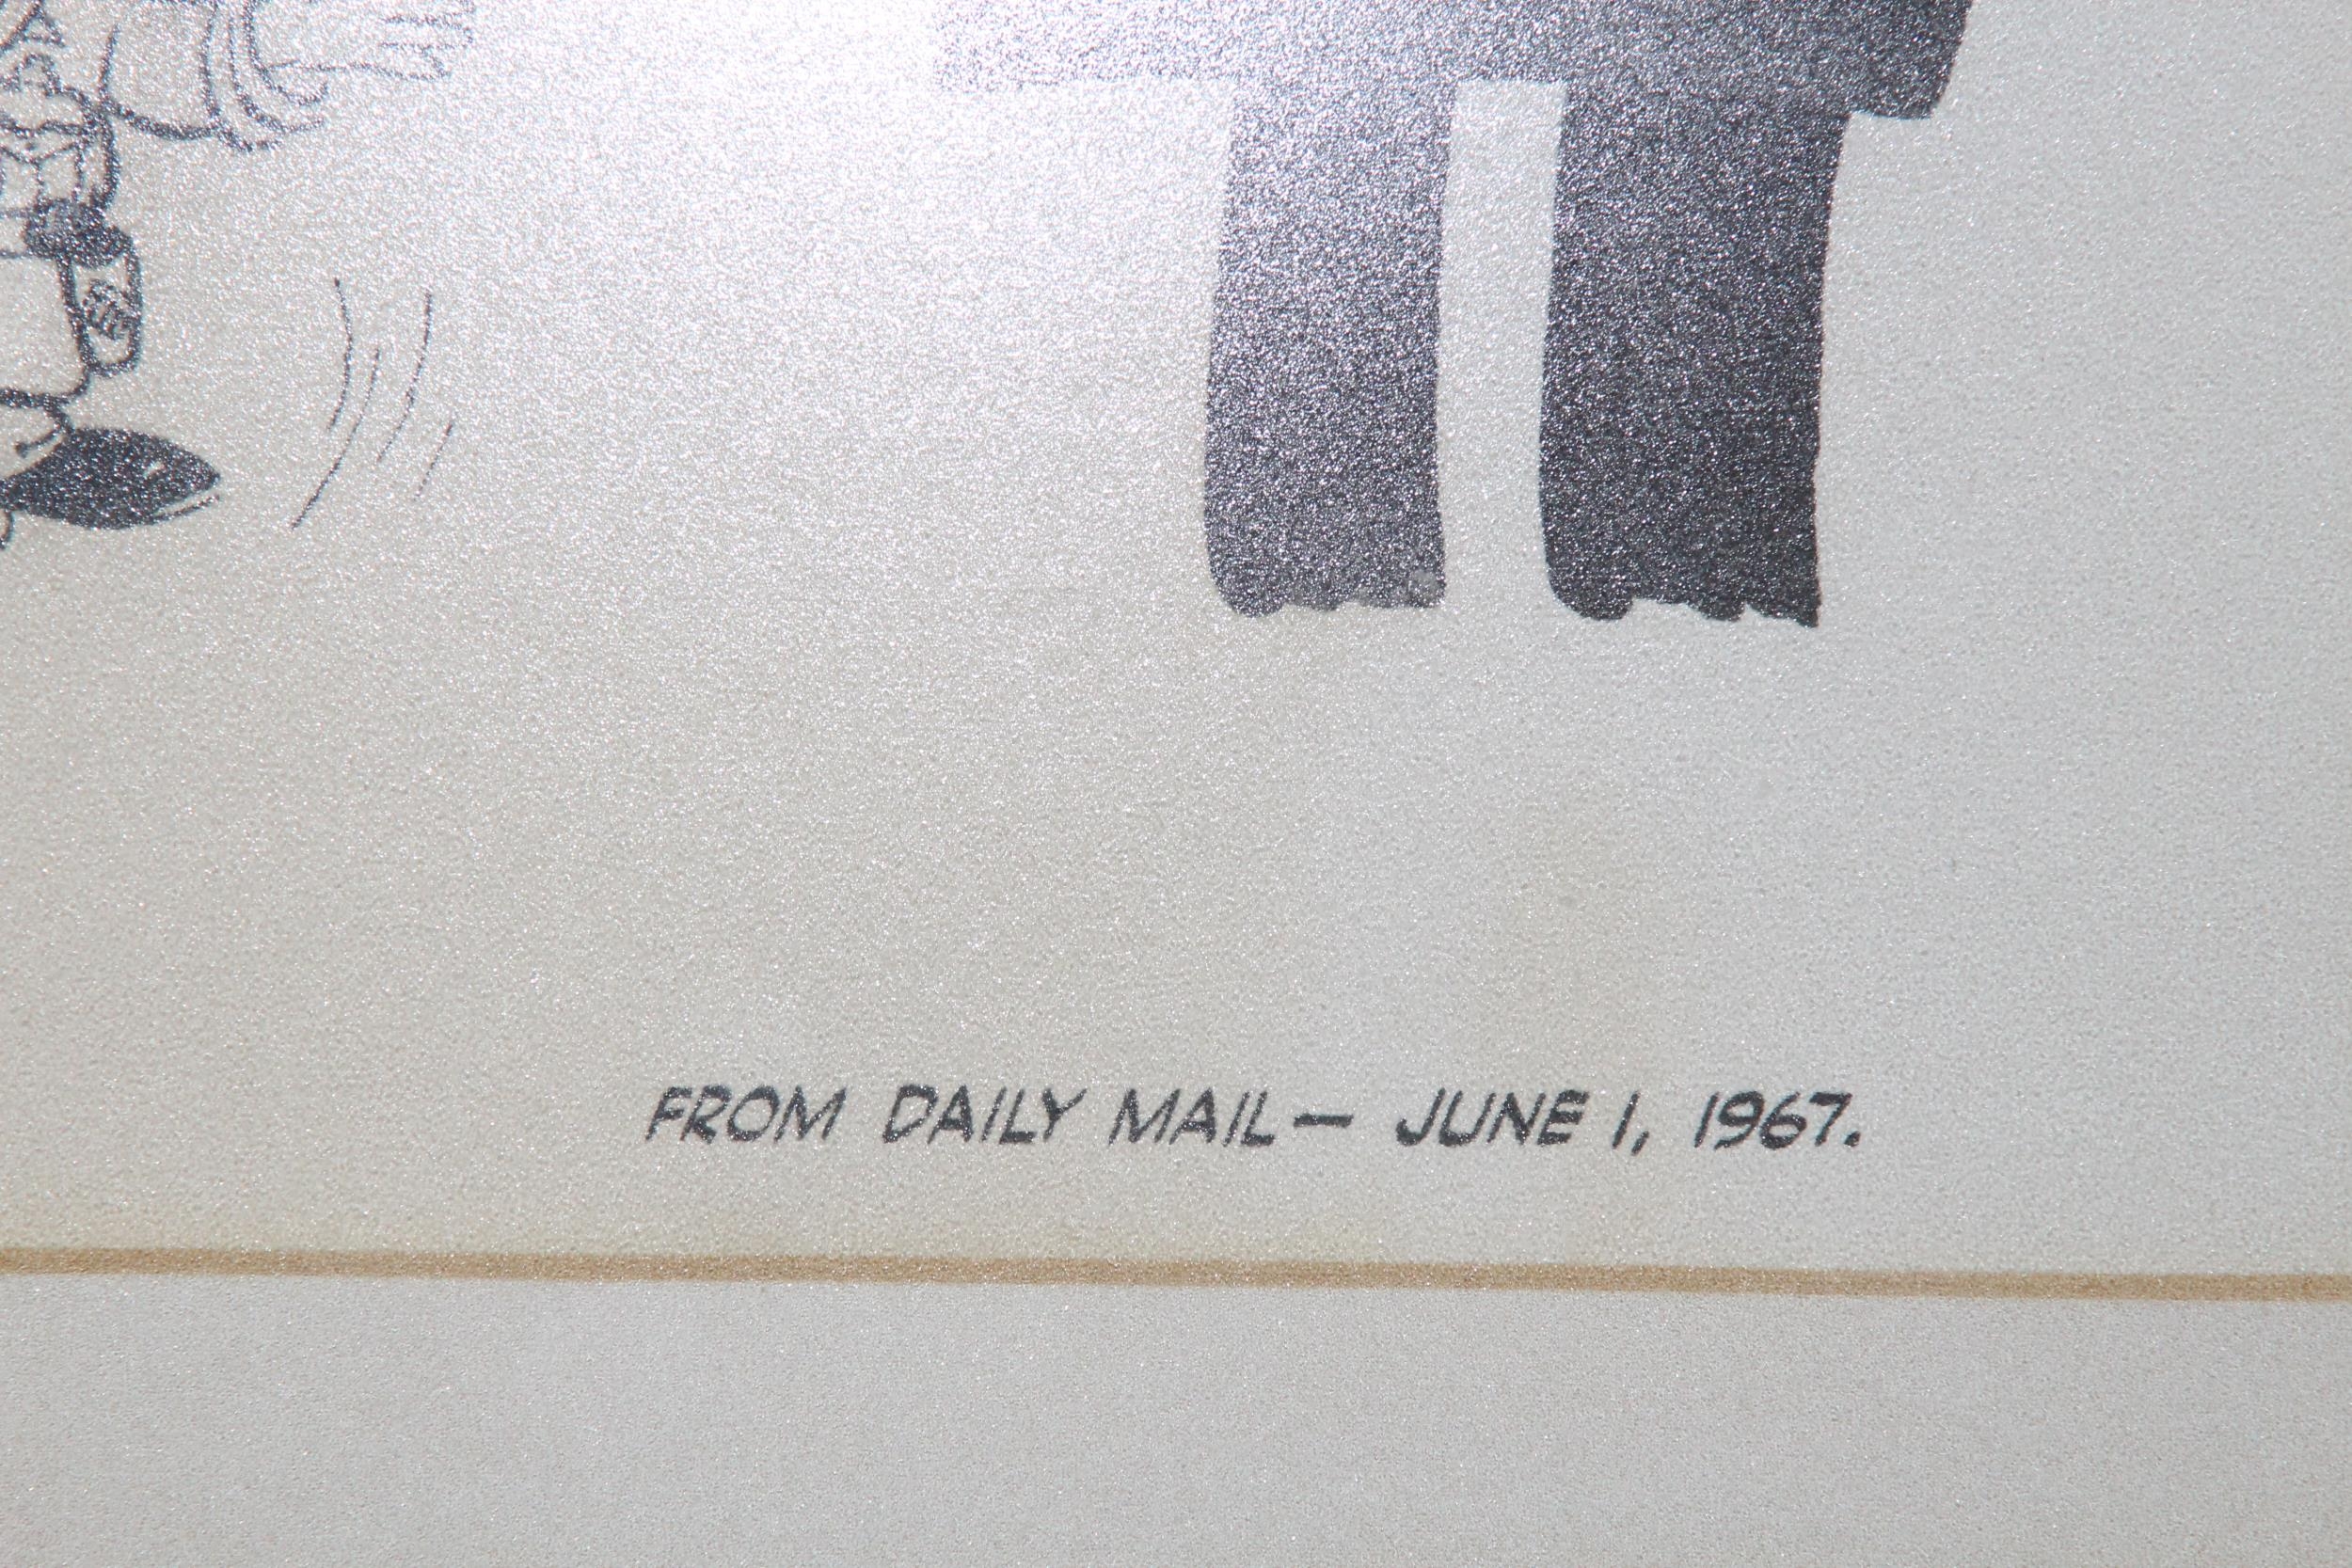 FROM DAILY MAIL— JUNE 1, 1967.